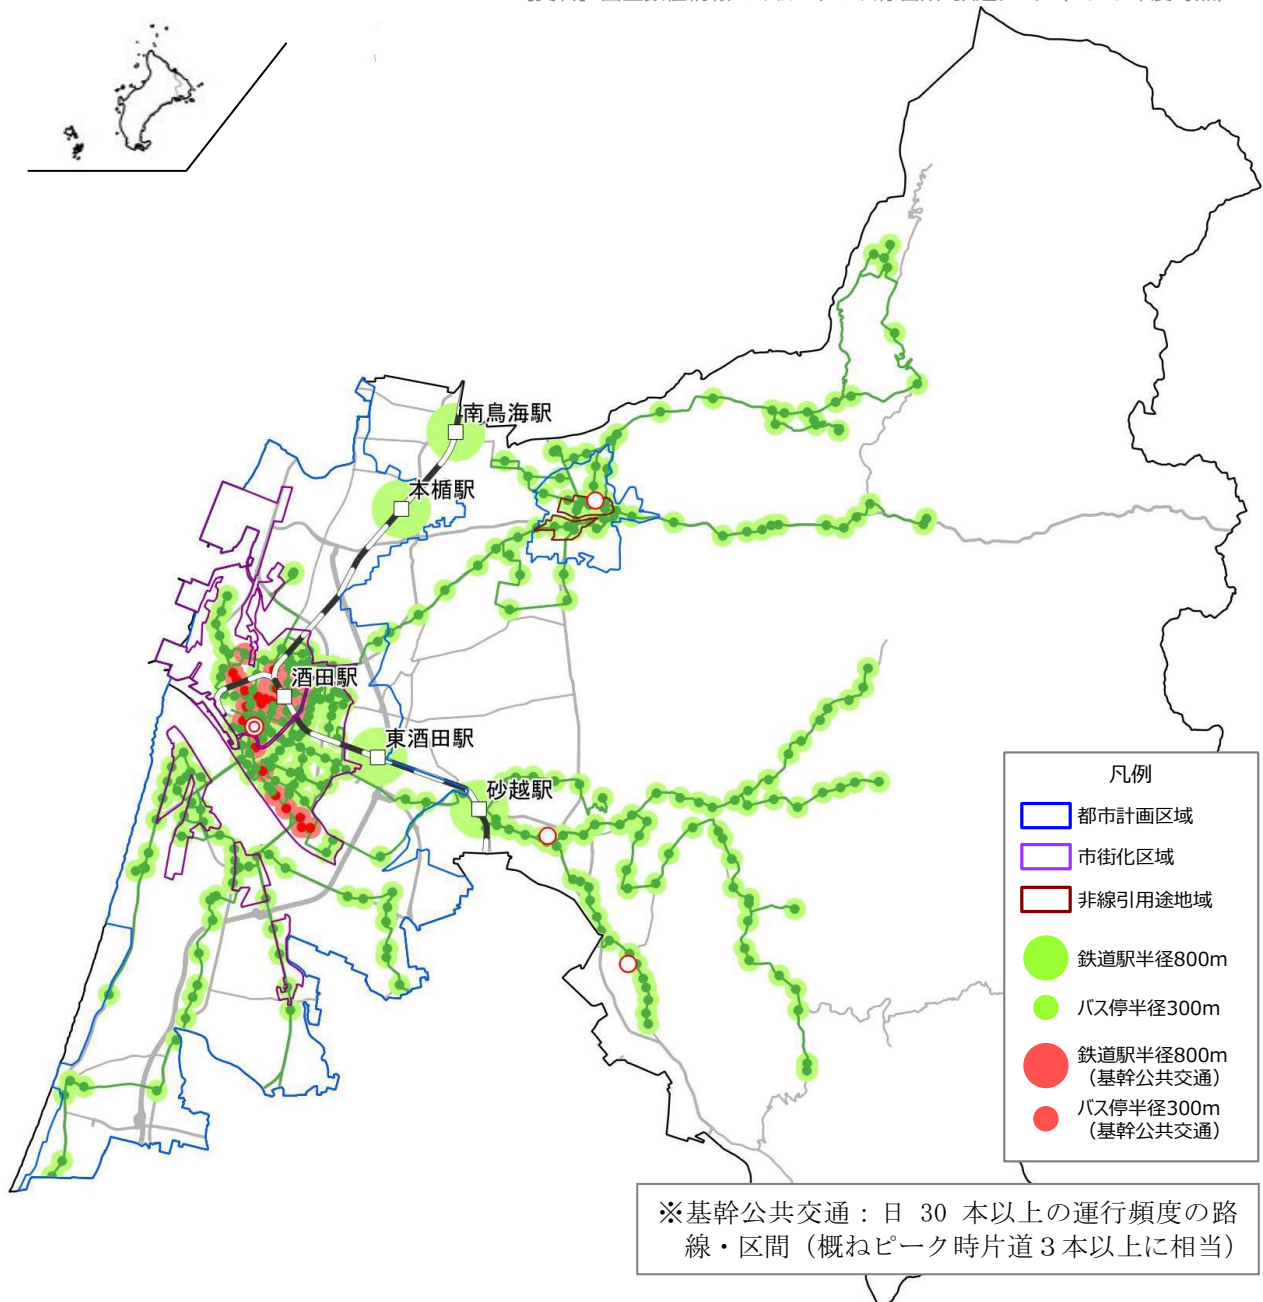 南鳥海駅
本楯駅
酒田駅
東酒田駅
砂越駅
凡例
都市計画区域
市街化区域
非線引用途地域
鉄道駅半径800m
バス停半径300m
鉄道駅半径800m
（基幹公共交通）
バス停半径300m
（基幹公共交通）
※基幹公共交通：日 30 本以上の運行頻度の路
線・区間（概ねピーク時片道３本以上に相当）